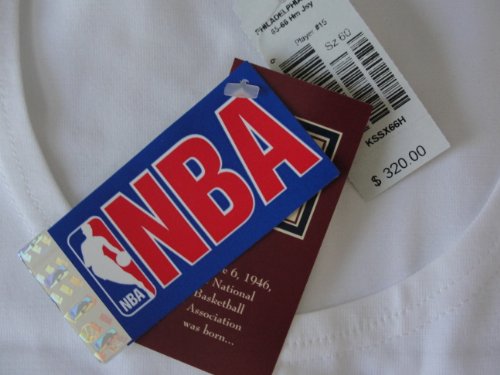 PHILADELPHIA
65-66 Hm Jsy
Player #15
Sz 60
KSSX66H
$ 320.00
NBA
NBA
6, 1946,
National
Basketball
Association
was born...